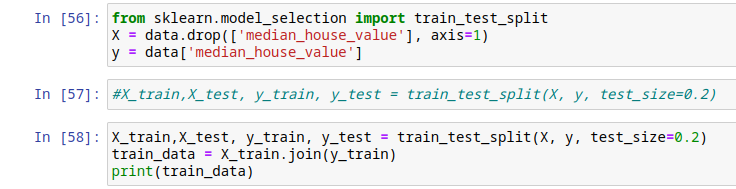 In [56]: from sklearn.model_selection import train_test_split
X = data.drop(['median_house_value'], axis=1)
y = data['median_house_value']
In [57]: #X_train,X_test, y_train, y_test = train_test_split(X, y, test_size=0.2)
In [58]: X_train,X_test, y_train, y_test = train_test_split(X, y, test_size=0.2)
train_data = X_train.join(y_train)
print(train_data)